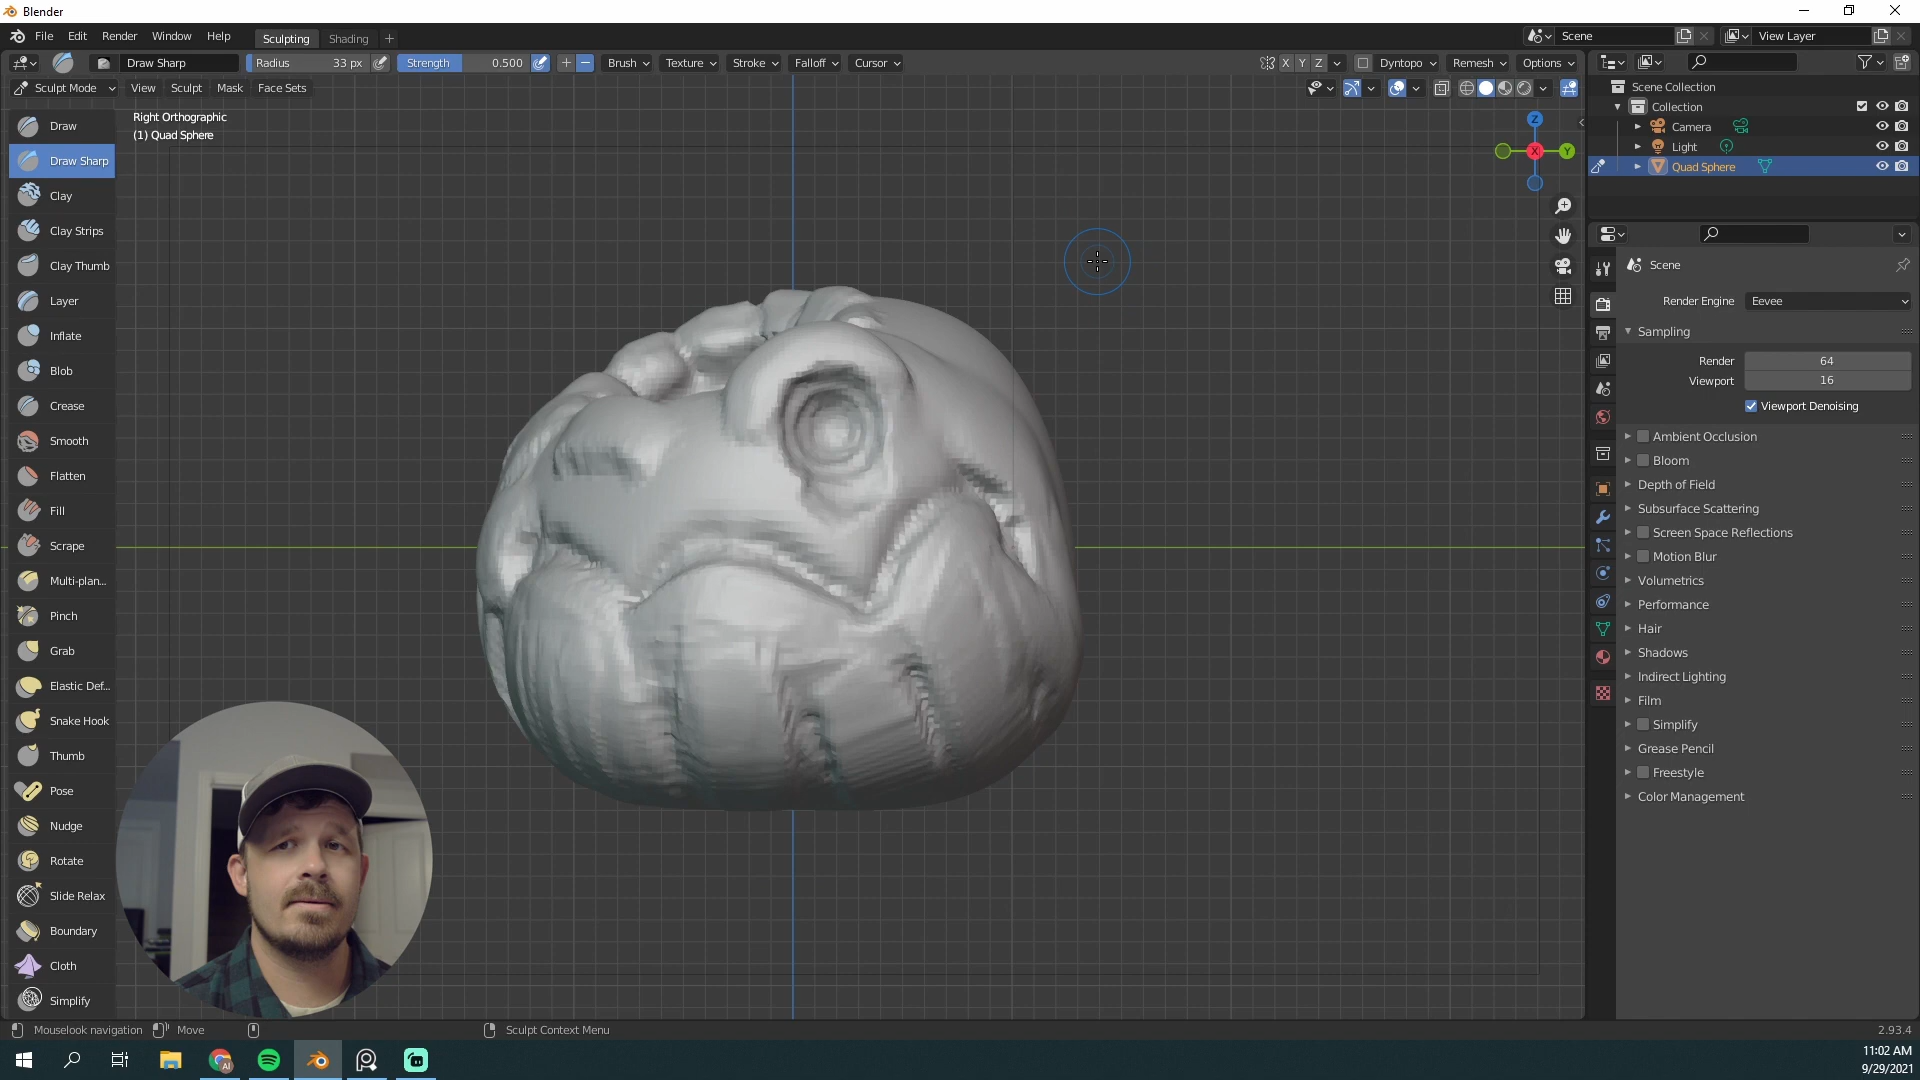 Blender
File Edit Render Window Help Sculpting Shading + Scene View Layer
Draw Sharp Radius 33 px Strength 0.500 Brush Texture Stroke Falloff Cursor X Y Z Dyntopo Remesh Options
Sculpt Mode View Sculpt Mask Face Sets
Right Orthographic
(1) Quad Sphere
Z
X
Y
Draw
Draw Sharp
Clay
Clay Strips
Clay Thumb
Layer
Inflate
Blob
Crease
Smooth
Flatten
Fill
Scrape
Multi-plan...
Pinch
Grab
Elastic Def...
Snake Hook
Thumb
Pose
Nudge
Rotate
Slide Relax
Boundary
Cloth
Simplify
Scene Collection
Collection
Camera
Light
Quad Sphere
Scene
Render Engine Eevee
Sampling
Render 64
Viewport 16
Viewport Denoising
Ambient Occlusion
Bloom
Depth of Field
Subsurface Scattering
Screen Space Reflections
Motion Blur
Volumetrics
Performance
Hair
Shadows
Indirect Lighting
Film
Simplify
Grease Pencil
Freestyle
Color Management
Mouselook navigation Move Sculpt Context Menu 2.93.4
11:02 AM
9/29/2021